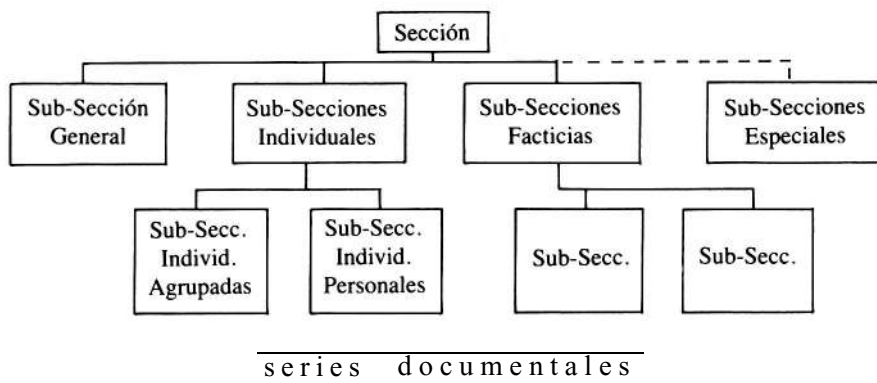 Sección
Sub-Sección
General
Sub-Secciones
Individuales
Sub-Secciones
Facticias
Sub-Secciones
Especiales
Sub-Secc.
Individ.
Agrupadas
Sub-Secc.
Individ.
Personales
Sub-Secc.
Sub-Secc.
series documentales